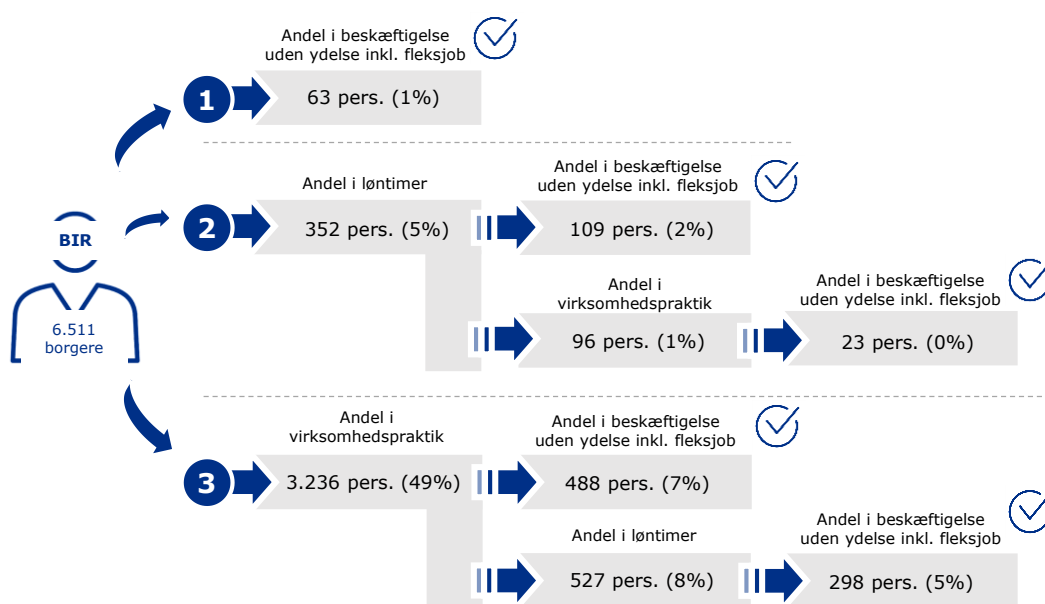 Andel i beskæftigelse
uden ydelse inkl. fleksjob
1
63 pers. (1%)
Andel i løntimer
Andel i beskæftigelse
uden ydelse inkl. fleksjob
2
352 pers. (5%)
109 pers. (2%)
BIR
6.511
borgere
Andel i
virksomhedspraktik
Andel i beskæftigelse
uden ydelse inkl. fleksjob
96 pers. (1%)
23 pers. (0%)
Andel i
virksomhedspraktik
Andel i beskæftigelse
uden ydelse inkl. fleksjob
3
3.236 pers. (49%)
488 pers. (7%)
Andel i løntimer
Andel i beskæftigelse
uden ydelse inkl. fleksjob
527 pers. (8%)
298 pers. (5%)